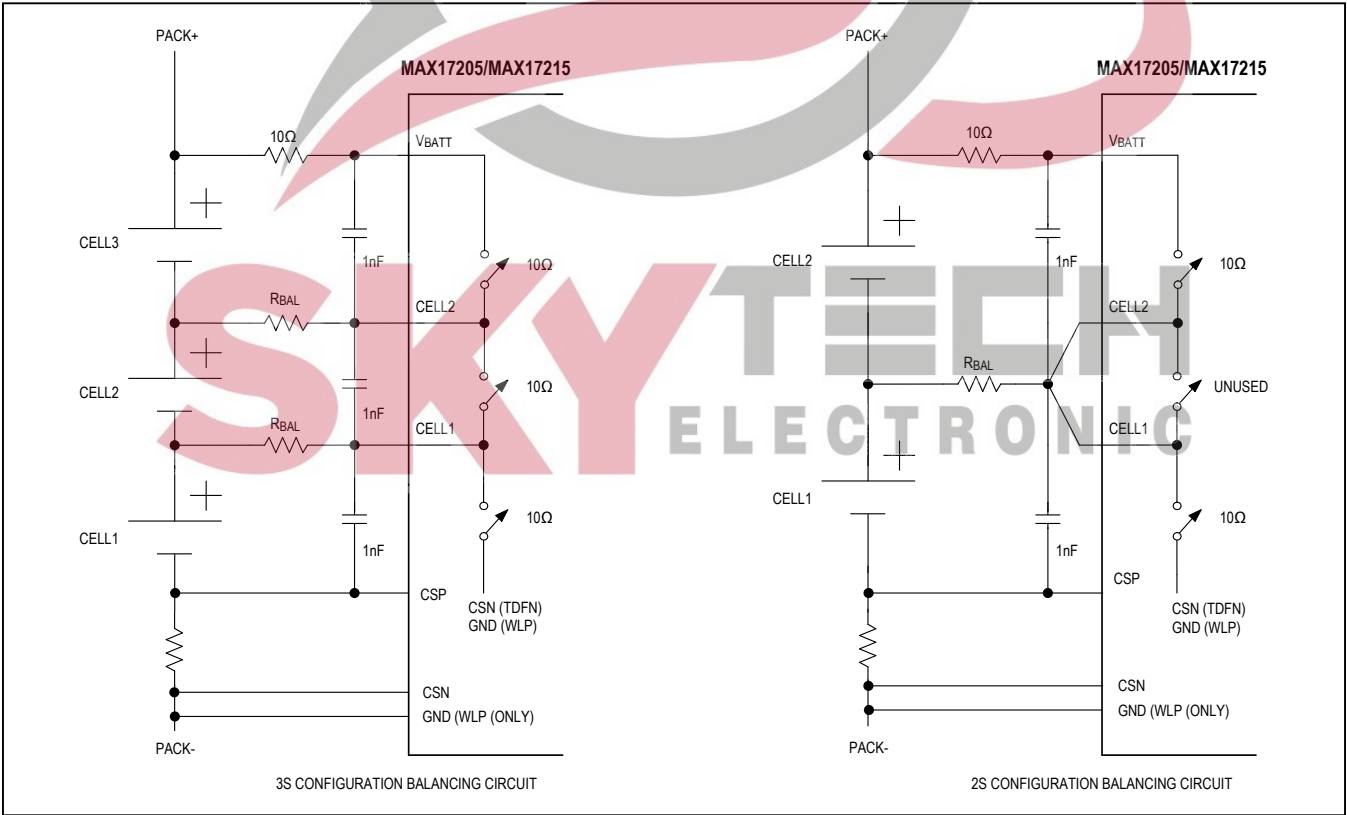 PACK+
MAX17205/MAX17215
10Ω
VBATT
CELL3
1nF
10Ω
RBAL
CELL2
CELL2
1nF
10Ω
RBAL
CELL1
CELL1
1nF
10Ω
CSP
CSN (TDFN)
GND (WLP)
CSN
GND (WLP (ONLY)
PACK-
3S CONFIGURATION BALANCING CIRCUIT
PACK+
MAX17205/MAX17215
10Ω
VBATT
CELL2
1nF
10Ω
CELL2
RBAL
UNUSED
CELL1
CELL1
1nF
10Ω
CSP
CSN (TDFN)
GND (WLP)
CSN
GND (WLP (ONLY)
PACK-
2S CONFIGURATION BALANCING CIRCUIT
SKYTECH
ELECTRONIC